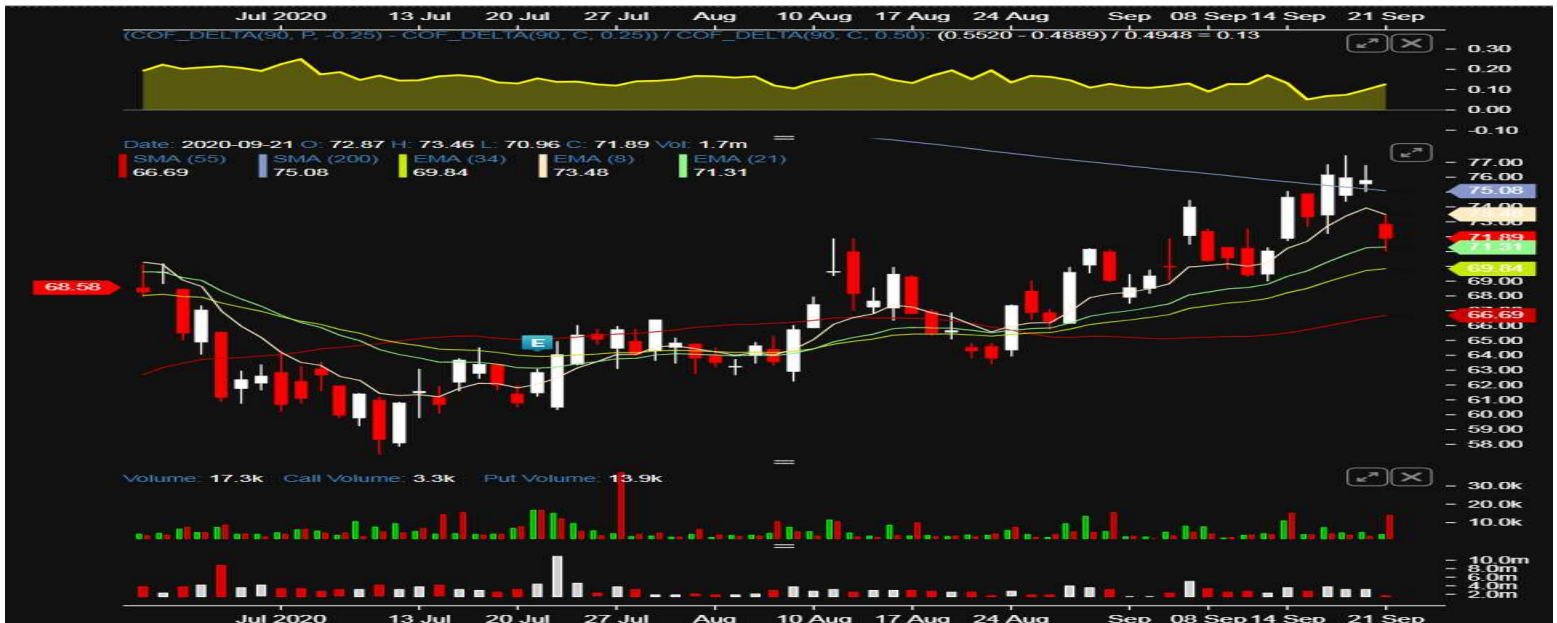 Jul 2020 13 Jul 20 Jul 27 Jul Aug 10 Aug 17 Aug 24 Aug Sep 08 Sep 14 Sep 21 Sep
(COF_DELTA(90, P, -0.25) - COF_DELTA(90, C, 0.25)) / COF_DELTA(90, C, 0.50): (0.5520 - 0.4889) / 0.4948 = 0.13
0.30
0.20
0.10
0.00
-0.10
Date: 2020-09-21 O: 72.87 H: 73.46 L: 70.96 C: 71.89 Vol: 1.7m
SMA (55) SMA (200) EMA (34) EMA (8) EMA (21)
66.69 75.08 69.84 73.48 71.31
77.00
76.00
75.08
74.00
73.48
73.00
71.89
71.31
69.84
69.00
68.58
68.00
66.69
66.00
65.00
64.00
63.00
62.00
61.00
60.00
59.00
58.00
E
Volume: 17.3k Call Volume: 3.3k Put Volume: 13.9k
30.0k
20.0k
10.0k
10.0m
8.0m
6.0m
4.0m
2.0m
Jul 2020 13 Jul 20 Jul 27 Jul Aug 10 Aug 17 Aug 24 Aug Sep 08 Sep 14 Sep 21 Sep